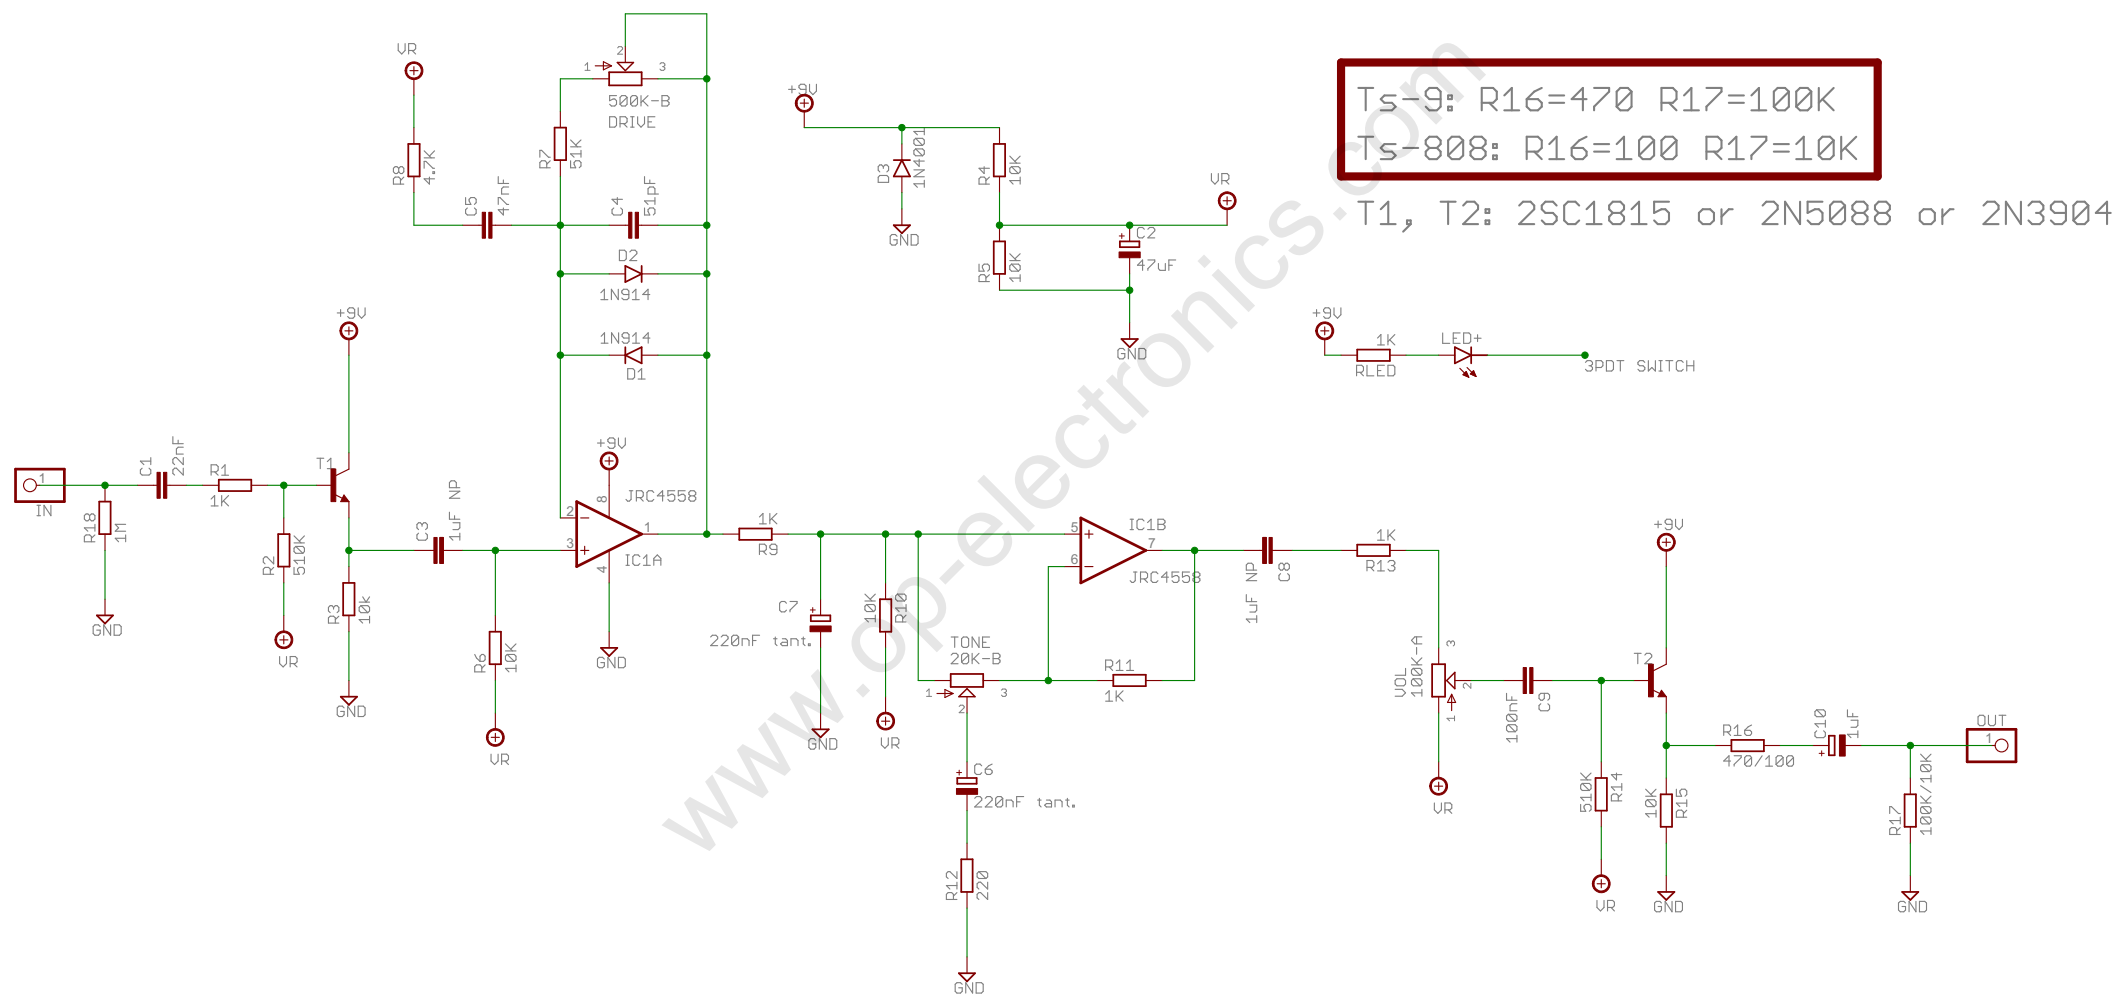 VR
1
2
3
500K-B
DRIVE
R7
51K
R8
4.7K
C5
47nF
C4
51pF
D2
1N914
1N914
D1
+9V
D3
1N4001
GND
R4
10K
R5
10K
VR
C2
47uF
GND
Ts-9: R16=470 R17=100K
Ts-808: R16=100 R17=10K
T1, T2: 2SC1815 or 2N5088 or 2N3904
+9V
1K
RLED
LED+
3PDT SWITCH
1
IN
R18
1M
GND
C1
22nF
R1
1K
R2
510K
VR
+9V
T1
R3
10k
GND
C3
1uF NP
R6
10K
VR
+9V
8
JRC4558
2
3
1
4
IC1A
GND
1K
R9
C7
220nF tant.
GND
10K
R10
VR
TONE
20K-B
1
2
3
C6
220nF tant.
R12
220
GND
5
6
7
IC1B
JRC4558
R11
1K
1uF NP
C8
1K
R13
VOL
100K-A
3
2
1
VR
100nF
C9
510K
R14
VR
+9V
T2
10K
R15
GND
R16
470/100
C10
1uF
R17
100K/10K
GND
OUT
1
www.op-electronics.com